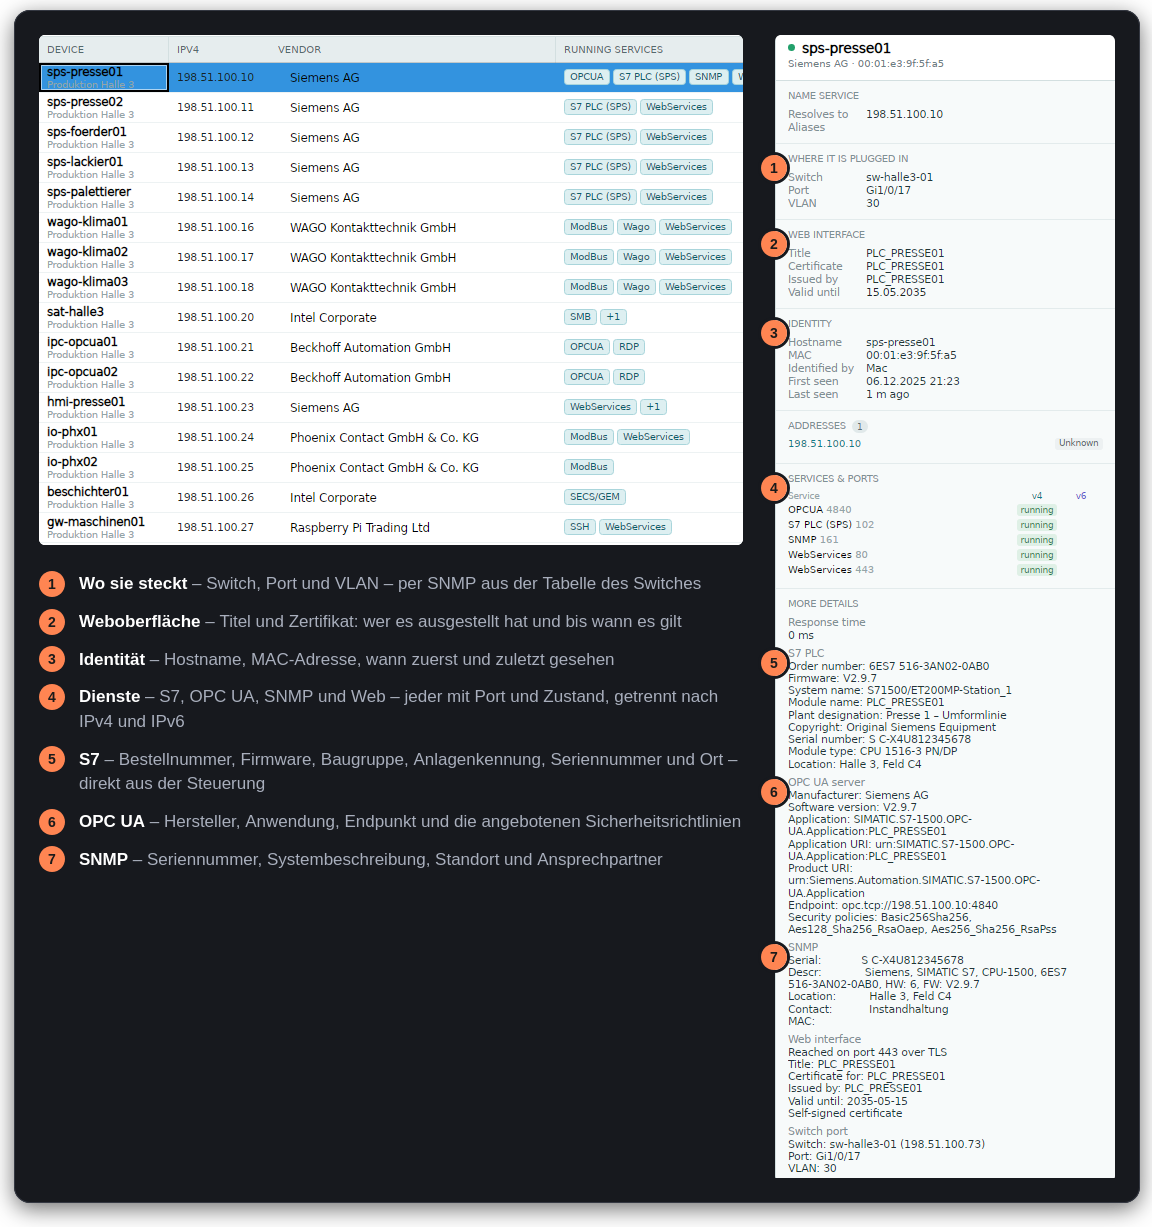 DEVICE IPV4 VENDOR RUNNING SERVICES
sps-presse01 198.51.100.10 Siemens AG OPCUA S7 PLC (SPS) SNMP
Produktion Halle 3
sps-presse02 198.51.100.11 Siemens AG S7 PLC (SPS) WebServices
Produktion Halle 3
sps-foerder01 198.51.100.12 Siemens AG S7 PLC (SPS) WebServices
Produktion Halle 3
sps-lackier01 198.51.100.13 Siemens AG S7 PLC (SPS) WebServices
Produktion Halle 3
sps-palettierer 198.51.100.14 Siemens AG S7 PLC (SPS) WebServices
Produktion Halle 3
wago-klima01 198.51.100.16 WAGO Kontakttechnik GmbH ModBus Wago WebServices
Produktion Halle 3
wago-klima02 198.51.100.17 WAGO Kontakttechnik GmbH ModBus Wago WebServices
Produktion Halle 3
wago-klima03 198.51.100.18 WAGO Kontakttechnik GmbH ModBus Wago WebServices
Produktion Halle 3
sat-halle3 198.51.100.20 Intel Corporate SMB +1
Produktion Halle 3
ipc-opcua01 198.51.100.21 Beckhoff Automation GmbH OPCUA RDP
Produktion Halle 3
ipc-opcua02 198.51.100.22 Beckhoff Automation GmbH OPCUA RDP
Produktion Halle 3
hmi-presse01 198.51.100.23 Siemens AG WebServices +1
Produktion Halle 3
io-phx01 198.51.100.24 Phoenix Contact GmbH & Co. KG ModBus WebServices
Produktion Halle 3
io-phx02 198.51.100.25 Phoenix Contact GmbH & Co. KG ModBus
Produktion Halle 3
beschichter01 198.51.100.26 Intel Corporate SECS/GEM
Produktion Halle 3
gw-maschinen01 198.51.100.27 Raspberry Pi Trading Ltd SSH WebServices
Produktion Halle 3
1 Wo sie steckt – Switch, Port und VLAN – per SNMP aus der Tabelle des Switches
2 Weboberfläche – Titel und Zertifikat: wer es ausgestellt hat und bis wann es gilt
3 Identität – Hostname, MAC-Adresse, wann zuerst und zuletzt gesehen
4 Dienste – S7, OPC UA, SNMP und Web – jeder mit Port und Zustand, getrennt nach
IPv4 und IPv6
5 S7 – Bestellnummer, Firmware, Baugruppe, Anlagenkennung, Seriennummer und Ort –
direkt aus der Steuerung
6 OPC UA – Hersteller, Anwendung, Endpunkt und die angebotenen Sicherheitsrichtlinien
7 SNMP – Seriennummer, Systembeschreibung, Standort und Ansprechpartner
sps-presse01
Siemens AG · 00:01:e3:9f:5f:a5
NAME SERVICE
Resolves to 198.51.100.10
Aliases
1 WHERE IT IS PLUGGED IN
Switch sw-halle3-01
Port Gi1/0/17
VLAN 30
2 WEB INTERFACE
Title PLC_PRESSE01
Certificate PLC_PRESSE01
Issued by PLC_PRESSE01
Valid until 15.05.2035
3 IDENTITY
Hostname sps-presse01
MAC 00:01:e3:9f:5f:a5
Identified by Mac
First seen 06.12.2025 21:23
Last seen 1 m ago
ADDRESSES 1
198.51.100.10 Unknown
4 SERVICES & PORTS
Service v4 v6
OPCUA 4840 running
S7 PLC (SPS) 102 running
SNMP 161 running
WebServices 80 running
WebServices 443 running
MORE DETAILS
Response time
0 ms
5 S7 PLC
Order number: 6ES7 516-3AN02-0AB0
Firmware: V2.9.7
System name: S71500/ET200MP-Station_1
Module name: PLC_PRESSE01
Plant designation: Presse 1 – Umformlinie
Copyright: Original Siemens Equipment
Serial number: S C-X4U812345678
Module type: CPU 1516-3 PN/DP
Location: Halle 3, Feld C4
6 OPC UA server
Manufacturer: Siemens AG
Software version: V2.9.7
Application: SIMATIC.S7-1500.OPC-
UA.Application:PLC_PRESSE01
Application URI: urn:SIMATIC.S7-1500.OPC-
UA.Application:PLC_PRESSE01
Product URI:
urn:Siemens.Automation.SIMATIC.S7-1500.OPC-
UA.Application
Endpoint: opc.tcp://198.51.100.10:4840
Security policies: Basic256Sha256,
Aes128_Sha256_RsaOaep, Aes256_Sha256_RsaPss
7 SNMP
Serial: S C-X4U812345678
Descr: Siemens, SIMATIC S7, CPU-1500, 6ES7
516-3AN02-0AB0, HW: 6, FW: V2.9.7
Location: Halle 3, Feld C4
Contact: Instandhaltung
MAC:
Web interface
Reached on port 443 over TLS
Title: PLC_PRESSE01
Certificate for: PLC_PRESSE01
Issued by: PLC_PRESSE01
Valid until: 2035-05-15
Self-signed certificate
Switch port
Switch: sw-halle3-01 (198.51.100.73)
Port: Gi1/0/17
VLAN: 30